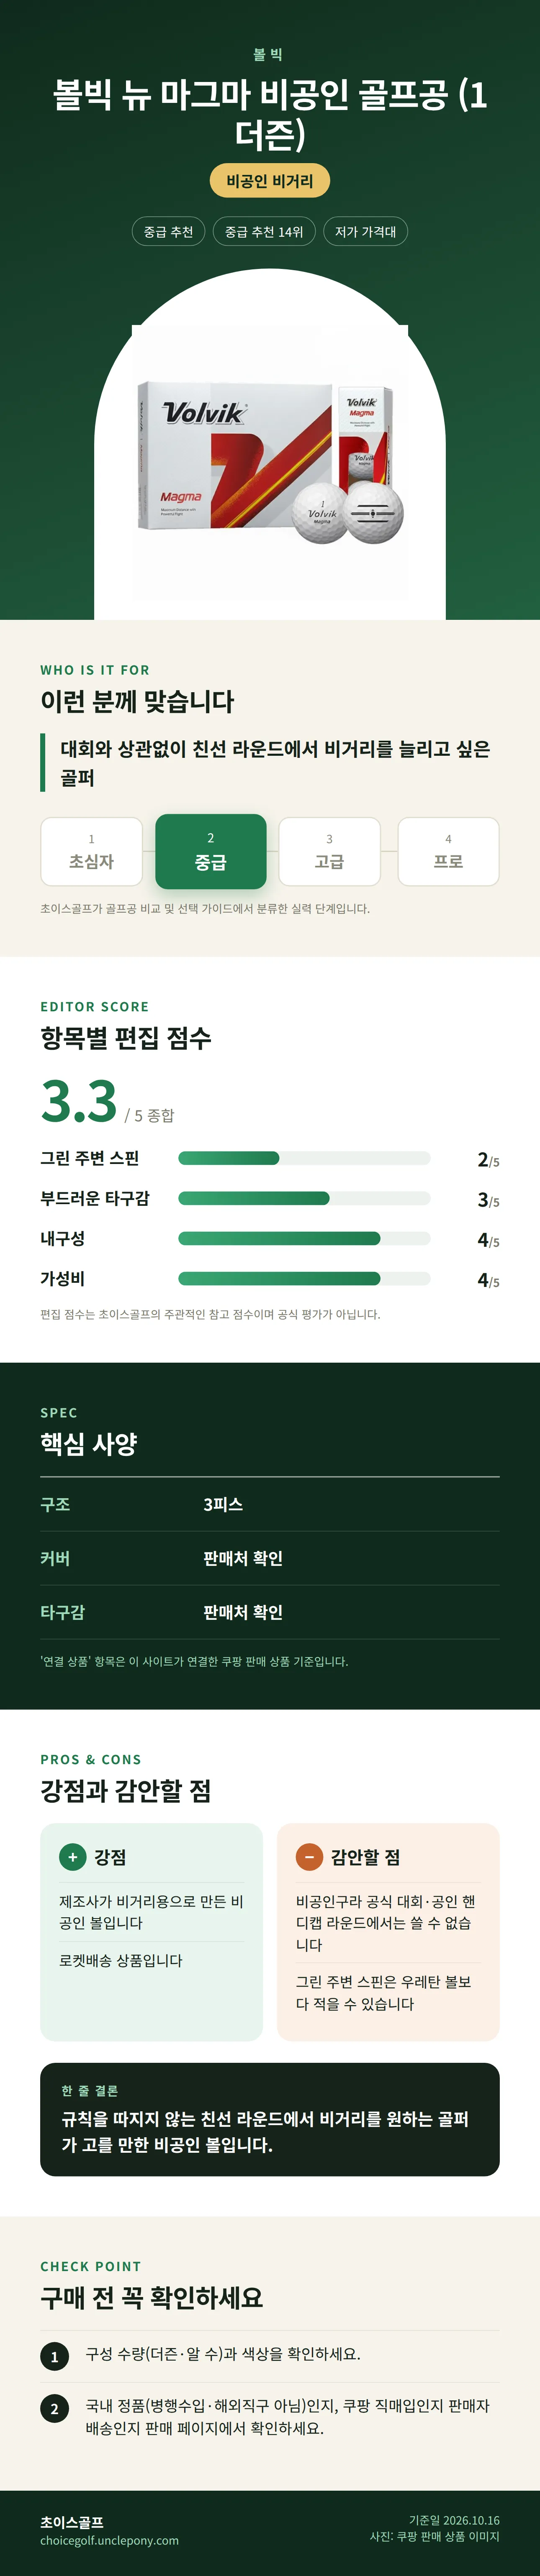 볼빅
볼빅 뉴 마그마 비공인 골프공 (1
더즌)
비공인 비거리
중급 추천
중급 추천 14위
저가 가격대
Volvik
Magma
Volvik
Magma
1
Volvik
Magma
WHO IS IT FOR
이런 분께 맞습니다
대회와 상관없이 친선 라운드에서 비거리를 늘리고 싶은
골퍼
1
초심자
2
중급
3
고급
4
프로
초이스골프가 골프공 비교 및 선택 가이드에서 분류한 실력 단계입니다.
EDITOR SCORE
항목별 편집 점수
3.3 / 5 종합
그린 주변 스핀 2/5
부드러운 타구감 3/5
내구성 4/5
가성비 4/5
편집 점수는 초이스골프의 주관적인 참고 점수이며 공식 평가가 아닙니다.
SPEC
핵심 사양
구조 3피스
커버 판매처 확인
타구감 판매처 확인
'연결 상품' 항목은 이 사이트가 연결한 쿠팡 판매 상품 기준입니다.
PROS & CONS
강점과 감안할 점
+ 강점
제조사가 비거리용으로 만든 비
공인 볼입니다
로켓배송 상품입니다
− 감안할 점
비공인구라 공식 대회·공인 핸
디캡 라운드에서는 쓸 수 없습
니다
그린 주변 스핀은 우레탄 볼보
다 적을 수 있습니다
한 줄 결론
규칙을 따지지 않는 친선 라운드에서 비거리를 원하는 골퍼
가 고를 만한 비공인 볼입니다.
CHECK POINT
구매 전 꼭 확인하세요
1 구성 수량(더즌·알 수)과 색상을 확인하세요.
2 국내 정품(병행수입·해외직구 아님)인지, 쿠팡 직매입인지 판매자
배송인지 판매 페이지에서 확인하세요.
초이스골프
choicegolf.unclepony.com
기준일 2026.10.16
사진: 쿠팡 판매 상품 이미지